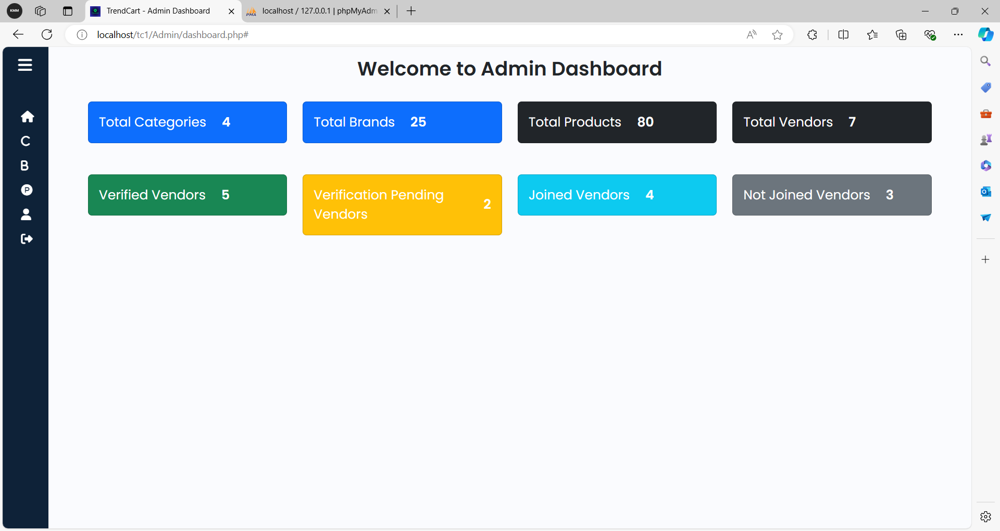 KMM
TrendCart - Admin Dashboard
PMA
localhost / 127.0.0.1 | phpMyAdm
localhost/tc1/Admin/dashboard.php#
Welcome to Admin Dashboard
Total Categories 4
Total Brands 25
Total Products 80
Total Vendors 7
C
B
P
Verified Vendors 5
Verification Pending
Vendors 2
Joined Vendors 4
Not Joined Vendors 3